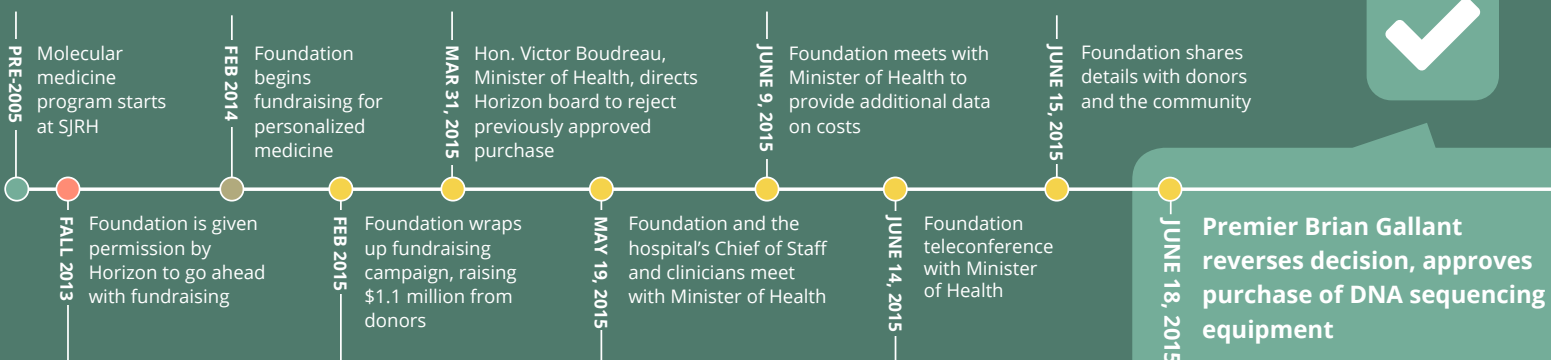 PRE-2005
Molecular
medicine
program starts
at SJRH
FALL 2013
Foundation is given
permission by
Horizon to go ahead
with fundraising
FEB 2014
Foundation
begins
fundraising for
personalized
medicine
FEB 2015
Foundation wraps
up fundraising
campaign, raising
$1.1 million from
donors
MAR 31, 2015
Hon. Victor Boudreau,
Minister of Health, directs
Horizon board to reject
previously approved
purchase
MAY 19, 2015
Foundation and the
hospital’s Chief of Staff
and clinicians meet
with Minister of Health
JUNE 9, 2015
Foundation meets with
Minister of Health to
provide additional data
on costs
JUNE 14, 2015
Foundation
teleconference
with Minister
of Health
JUNE 15, 2015
Foundation shares
details with donors
and the community
JUNE 18, 2015
Premier Brian Gallant
reverses decision, approves
purchase of DNA sequencing
equipment